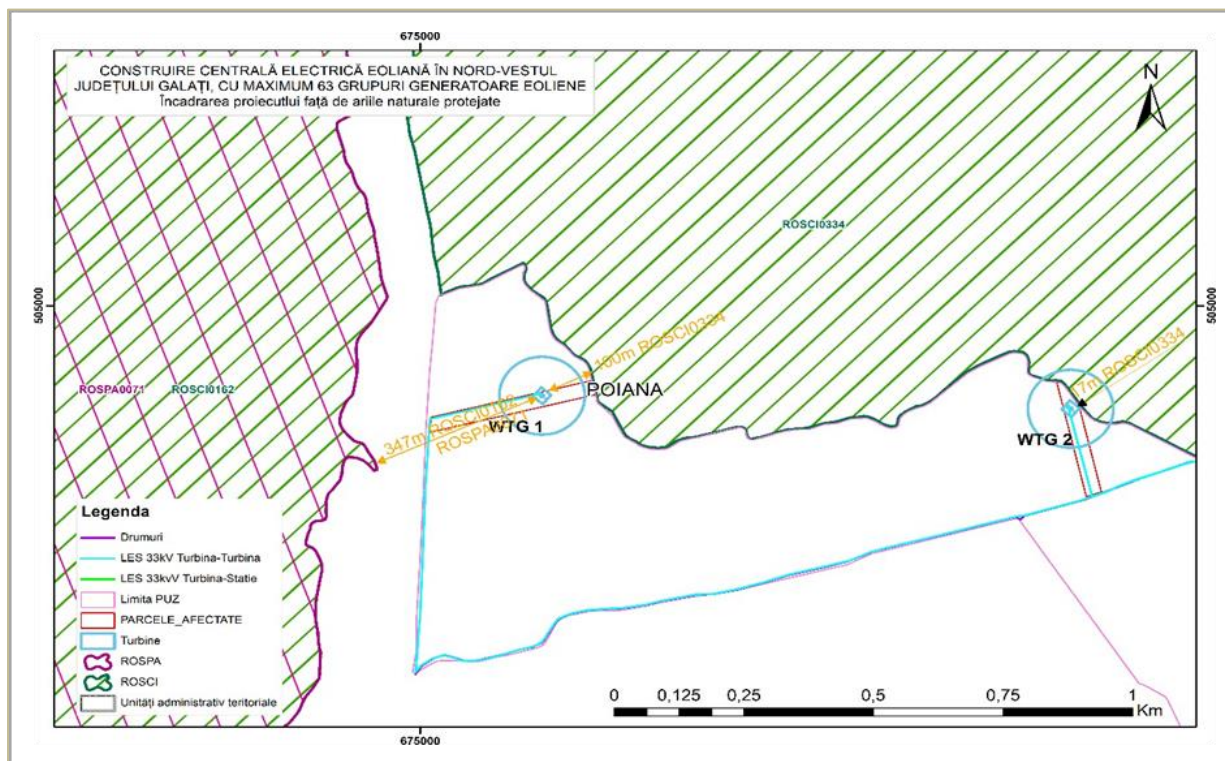 675000
CONSTRUIRE CENTRALĂ ELECTRICĂ EOLIANĂ ÎN NORD-VESTUL
JUDEȚULUI GALAȚI, CU MAXIMUM 63 GRUPURI GENERATOARE EOLIENE
Încadrarea proiecutlui față de ariile naturale protejate
N
ROSCI0334
505000
505000
100m ROSCI0334
7m ROSCI0334
ROSPA0071
ROSCI0162
POIANA
347m ROSCI0162
ROSPA0071
WTG 1
WTG 2
Legenda
Drumuri
LES 33kV Turbina-Turbina
LES 33kvV Turbina-Statie
Limita PUZ
PARCELE_AFECTATE
Turbine
ROSPA
ROSCI
Unități administrativ teritoriale
0 0,125 0,25 0,5 0,75 1
Km
675000